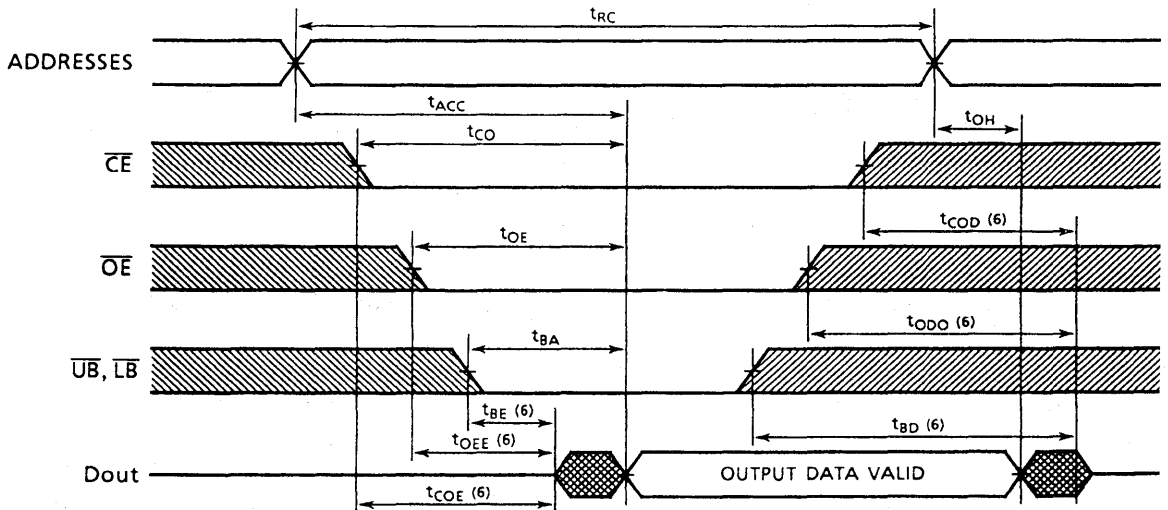 tRC
ADDRESSES
tACC
tOH
tCO
CE
tCOD (6)
tOE
OE
tODO (6)
tBA
UB, LB
tBE (6)
tBD (6)
tOEE (6)
Dout
OUTPUT DATA VALID
tCOE (6)